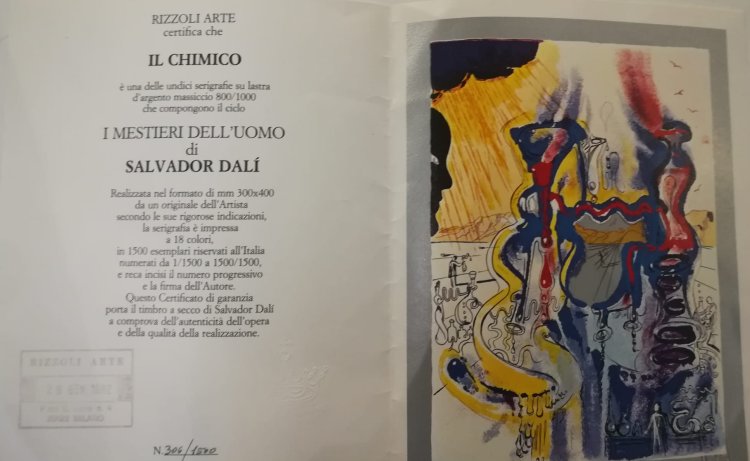 RIZZOLI ARTE
certifica che
IL CHIMICO
è una delle undici serigrafie su lastra
d'argento massiccio 800/1000
che compongono il ciclo
I MESTIERI DELL'UOMO
di
SALVADOR DALÍ
Realizzata nel formato di mm 300x400
da un originale dell'Artista
secondo le sue rigorose indicazioni,
la serigrafia è impressa
a 18 colori,
in 1500 esemplari riservati all'Italia
numerati da 1/1500 a 1500/1500,
e reca incisi il numero progressivo
e la firma dell'Autore.
Questo Certificato di garanzia
porta il timbro a secco di Salvador Dalí
a comprova dell'autenticità dell'opera
e della qualità della realizzazione.
RIZZOLI ARTE
MILANO
N. 306/1500